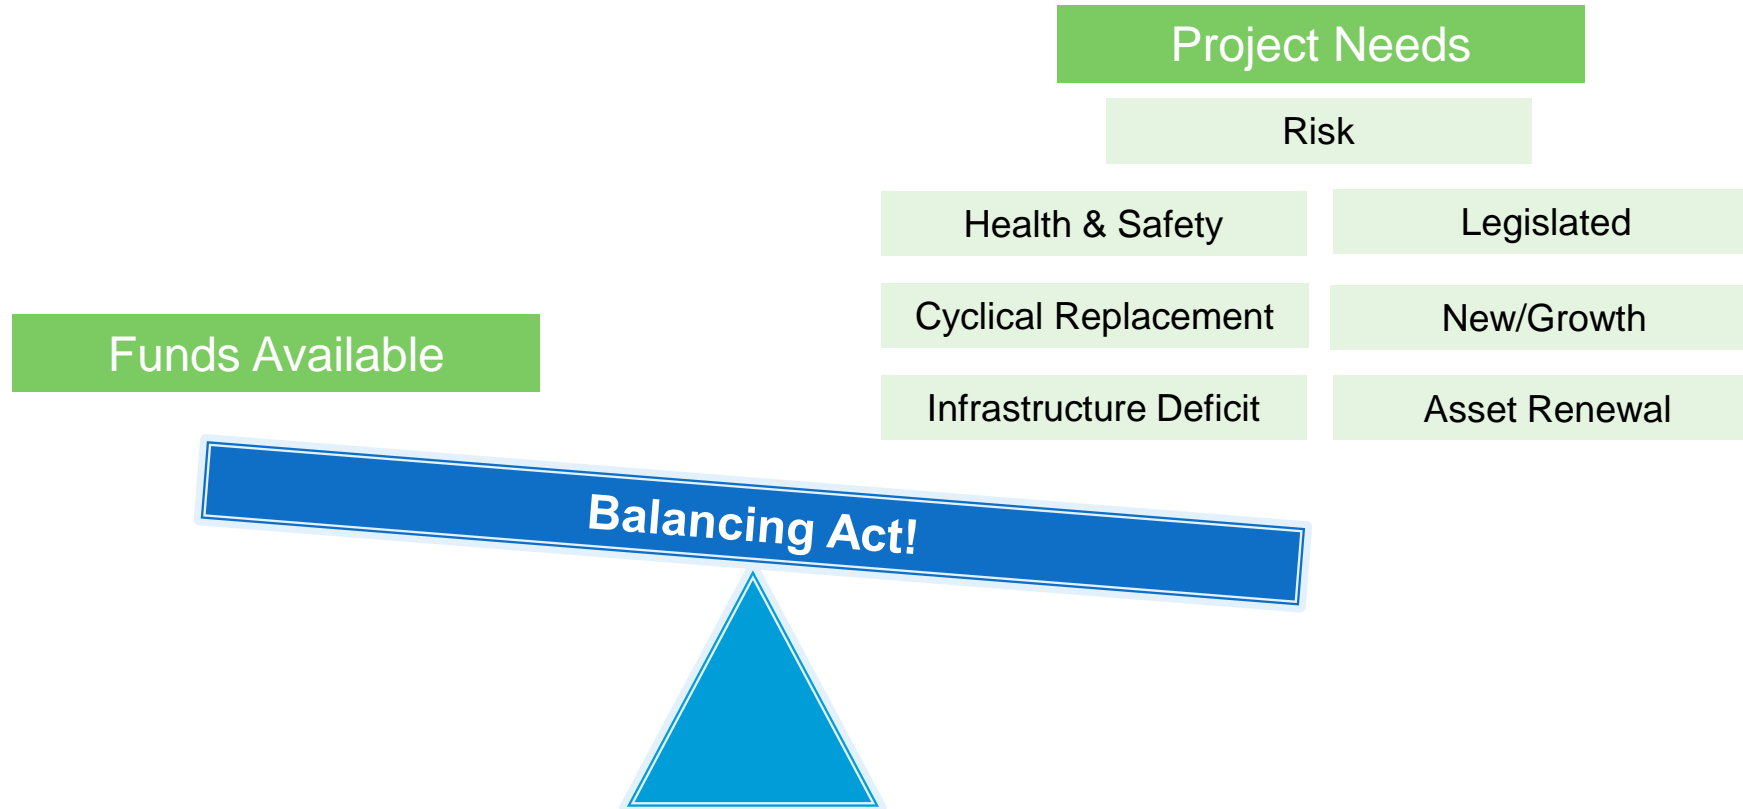 Project Needs
Risk
Health & Safety
Legislated
Cyclical Replacement
New/Growth
Funds Available
Infrastructure Deficit
Asset Renewal
Balancing Act!